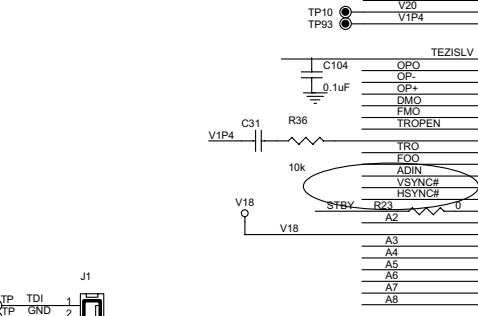 V20
TP10
V1P4
TP93
TEZISLV
C104
OPO
OP-
0.1uF
OP+
DMO
FMO
C31
R36
TROPEN
V1P4
TRO
FOO
10k
ADIN
VSYNC#
HSYNC#
V18
STBY
R23
0
A2
V18
A3
A4
A5
J1
A6
A7
TP
TDI
1
A8
TP
GND
2